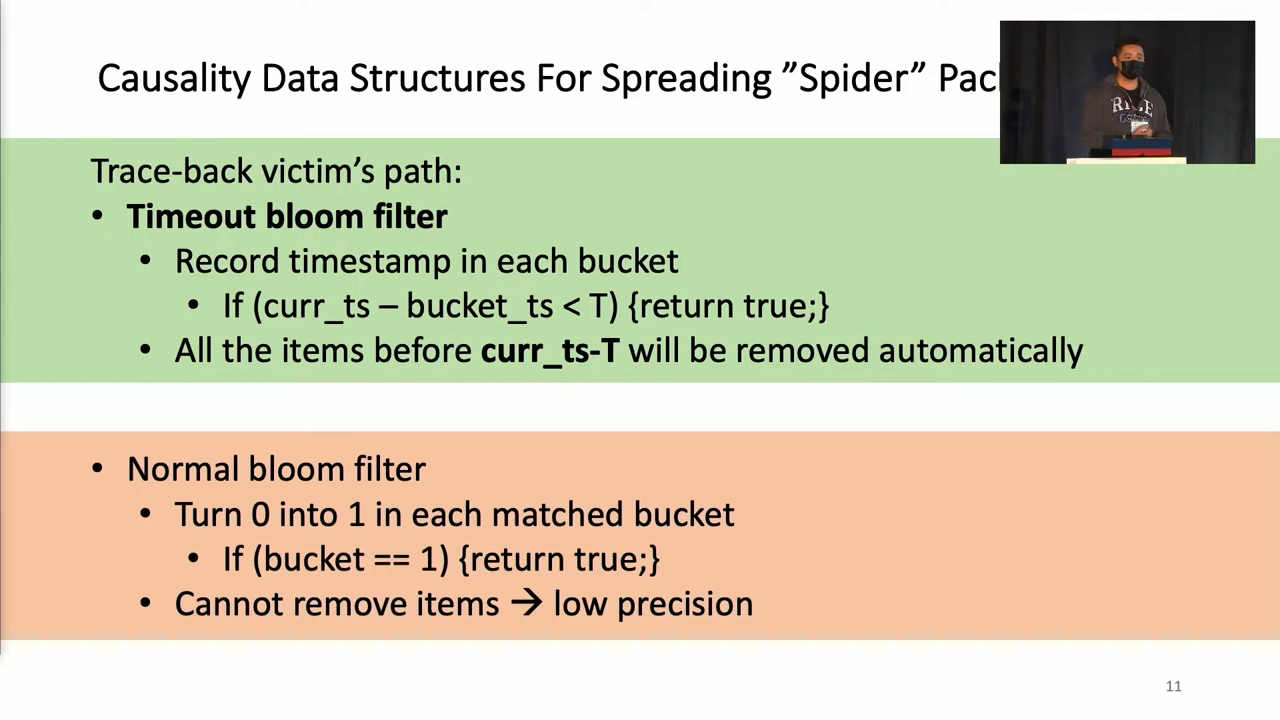 Causality Data Structures For Spreading ”Spider”
Trace-back victim’s path:
• Timeout bloom filter
• Record timestamp in each bucket
• If (curr_ts – bucket_ts < T) {return true;}
• All the items before curr_ts-T will be removed automatically
• Normal bloom filter
• Turn 0 into 1 in each matched bucket
• If (bucket == 1) {return true;}
• Cannot remove items → low precision
11